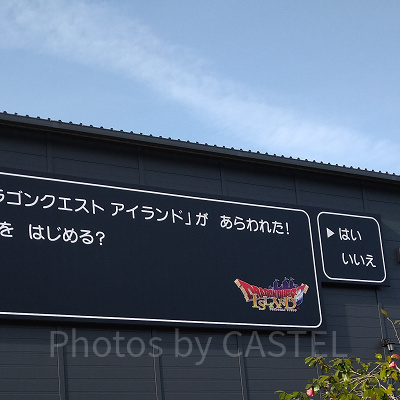 ラゴンクエスト アイランド」が あらわれた!
を はじめる?
▶はい
いいえ
Photos by CASTEL